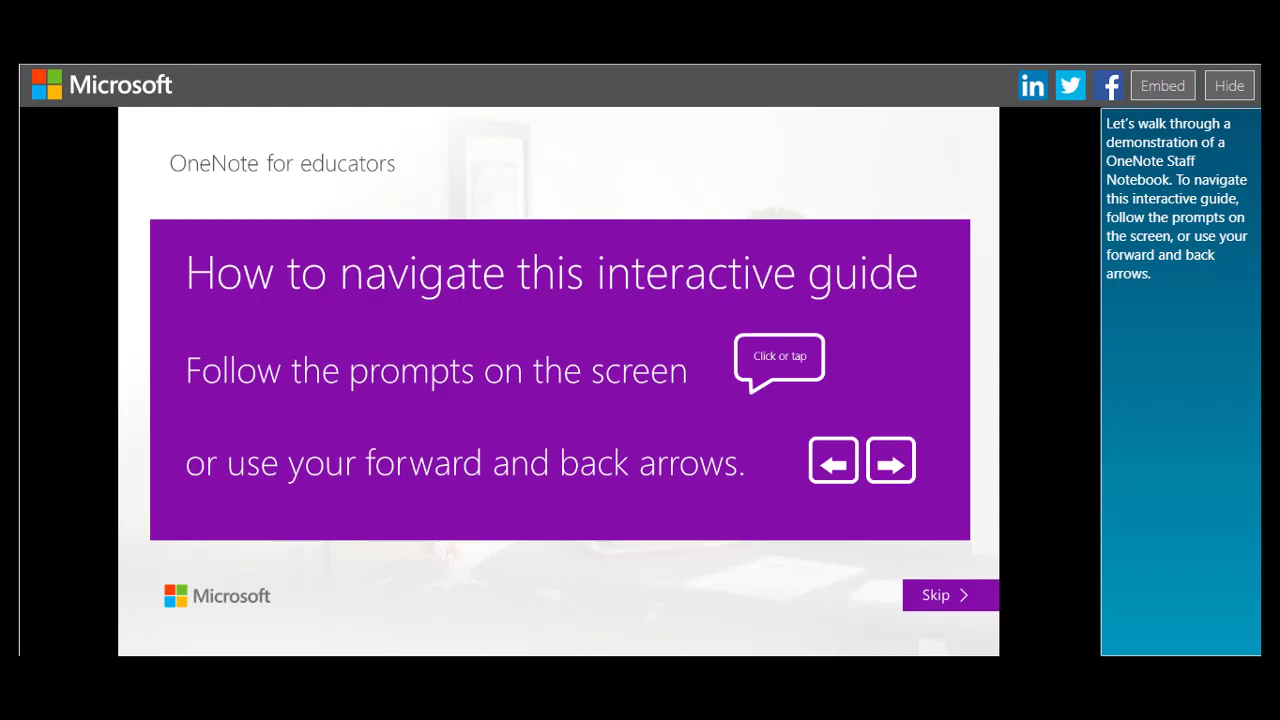 Microsoft
in
f
Embed
Hide
OneNote for educators
How to navigate this interactive guide
Follow the prompts on the screen
Click or tap
or use your forward and back arrows.
Microsoft
Skip
Let's walk through a
demonstration of a
OneNote Staff
Notebook. To navigate
this interactive guide,
follow the prompts on
the screen, or use your
forward and back
arrows.